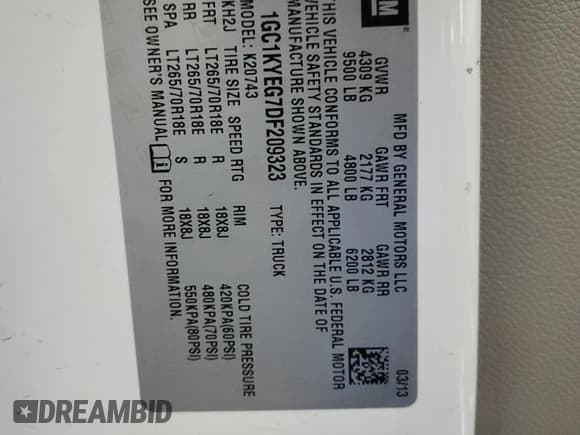 GM
MFD BY GENERAL MOTORS LLC
03/13
GVWR GAWR FRT GAWR RR
4309 KG 2177 KG 2812 KG
9500 LB 4800 LB 6200 LB
THIS VEHICLE CONFORMS TO ALL APPLICABLE U.S. FEDERAL MOTOR
VEHICLE SAFETY STANDARDS IN EFFECT ON THE DATE OF
MANUFACTURE SHOWN ABOVE.
1GC1KYEG7DF209323 TYPE: TRUCK
MODEL: K20743
KH2J TIRE SIZE SPEED RTG RIM COLD TIRE PRESSURE
FRT LT265/70R18E R 18X8J 420KPA(60PSI)
RR LT265/70R18E R 18X8J 480KPA(70PSI)
SPA LT265/70R18E S 18X8J 550KPA(80PSI)
SEE OWNER'S MANUAL FOR MORE INFORMATION.
DREAMBID